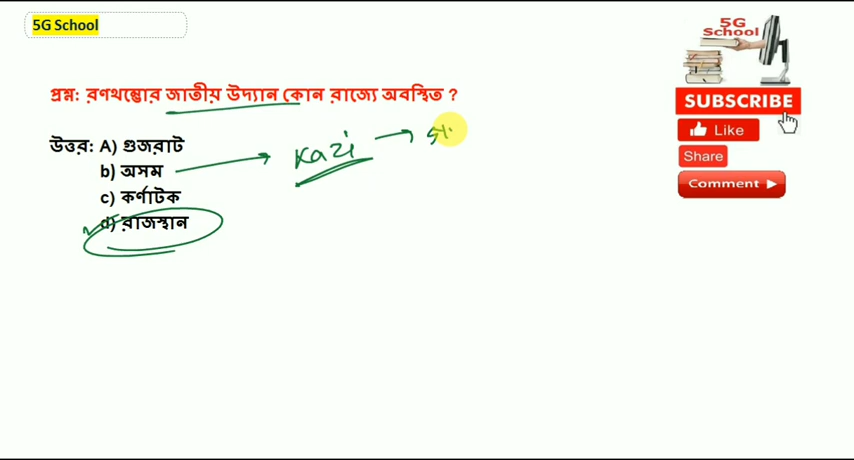 5G School
5G
School
SUBSCRIBE
Like
Share
Comment
প্রশ্ন: রণথম্ভোর জাতীয় উদ্যান কোন রাজ্যে অবস্থিত ?
উত্তর: A) গুজরাট
b) অসম
Kazi
c) কর্ণাটক
d) রাজস্থান